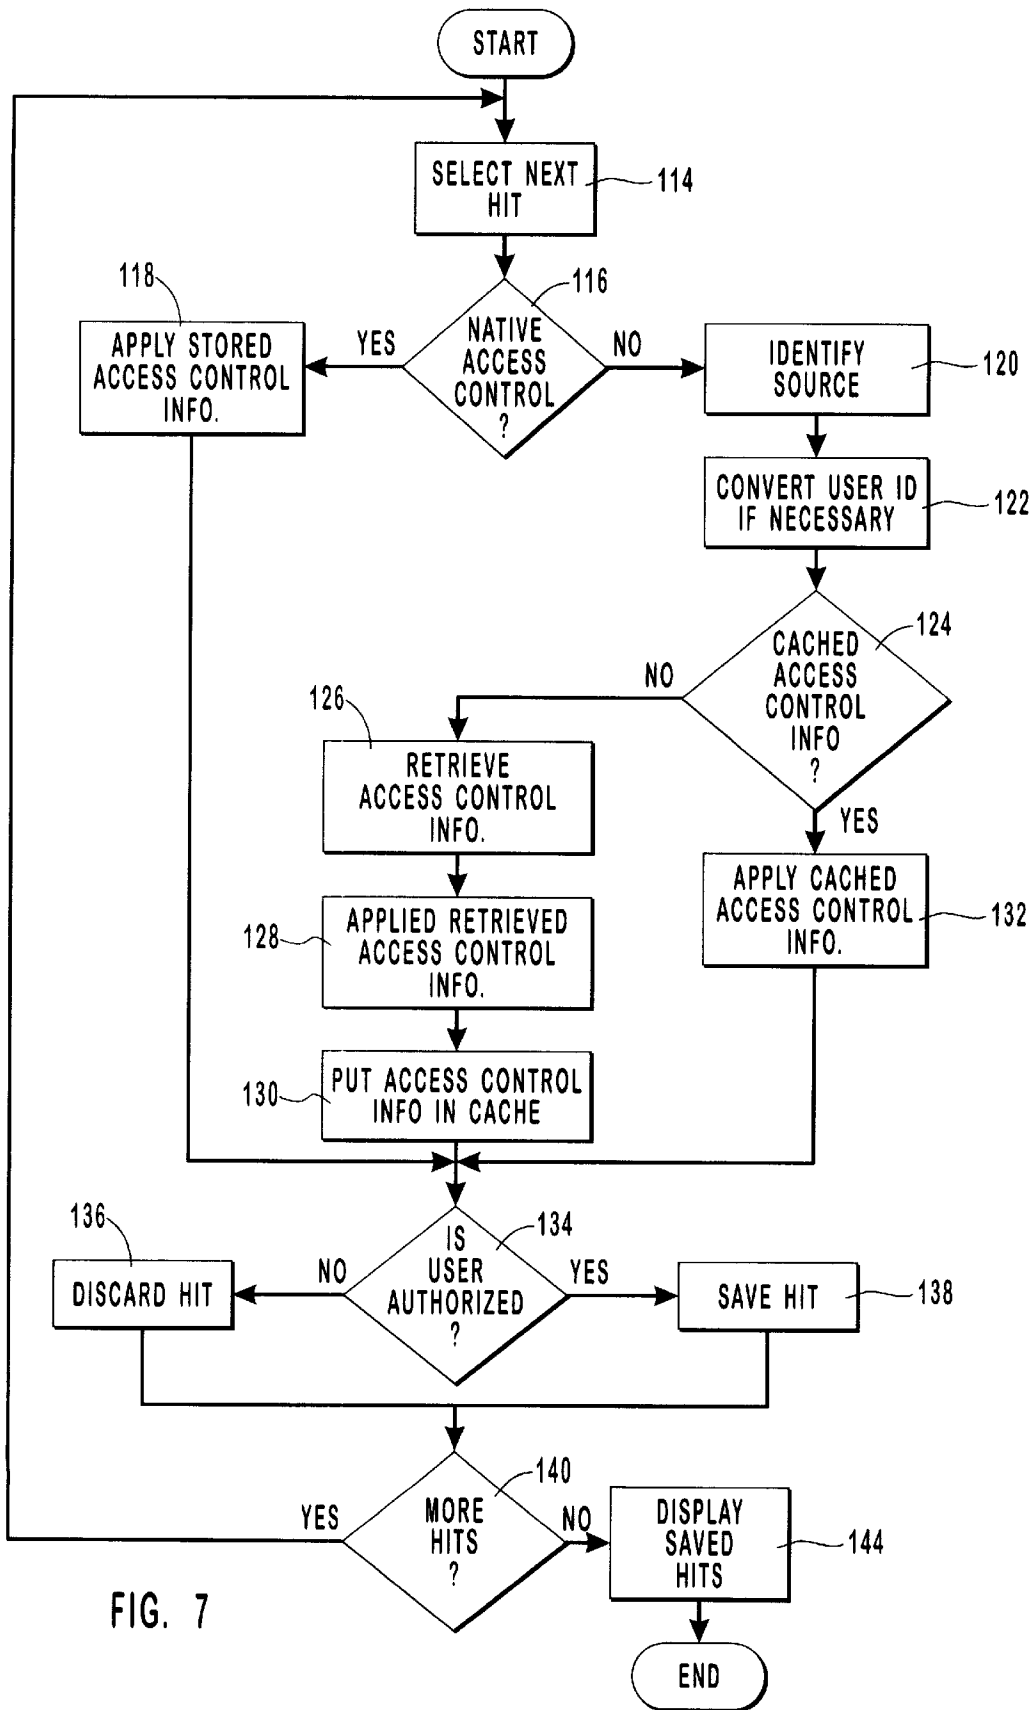 START
SELECT NEXT
HIT
114
116
NATIVE
ACCESS
CONTROL
?
YES
NO
118
APPLY STORED
ACCESS CONTROL
INFO.
IDENTIFY
SOURCE
120
CONVERT USER ID
IF NECESSARY
122
CACHED
ACCESS
CONTROL
INFO
?
124
NO
YES
126
RETRIEVE
ACCESS CONTROL
INFO.
APPLIED RETRIEVED
ACCESS CONTROL
INFO.
128
PUT ACCESS CONTROL
INFO IN CACHE
130
APPLY CACHED
ACCESS CONTROL
INFO.
132
IS
USER
AUTHORIZED
?
134
NO
YES
136
DISCARD HIT
SAVE HIT
138
MORE
HITS
?
140
YES
NO
DISPLAY
SAVED
HITS
144
END
FIG. 7